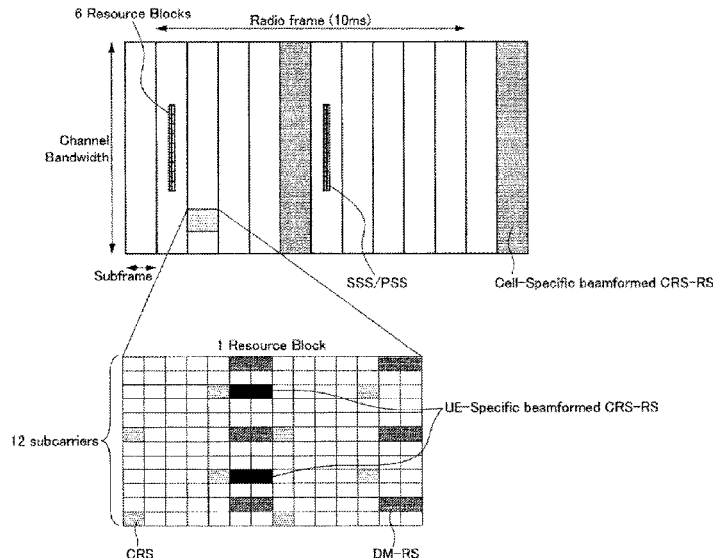 6 Resource Blocks
Radio frame (10ms)
Channel
Bandwidth
Subframe
SSS/PSS
Cell-Specific beamformed CRS-RS
1 Resource Block
12 subcarriers
UE-Specific beamformed CRS-RS
CRS
DM-RS